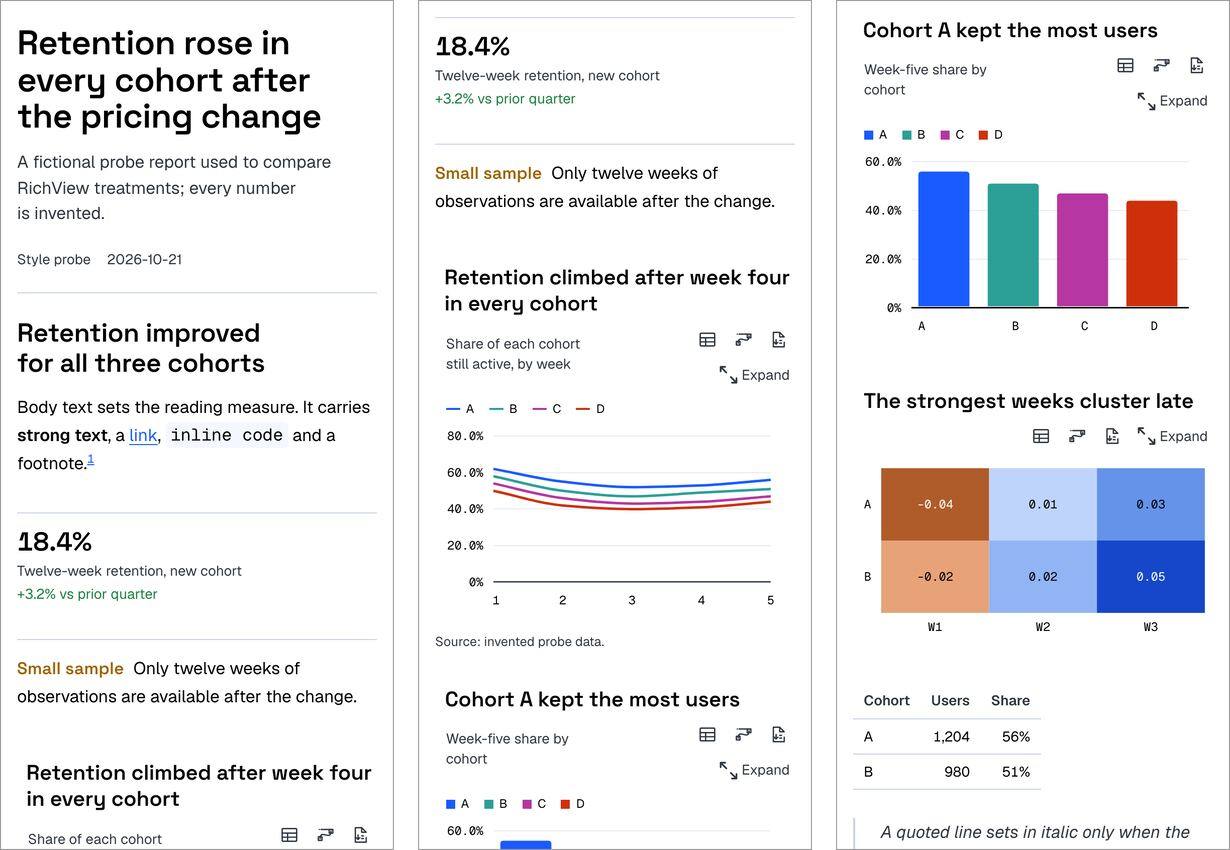 Retention rose in
every cohort after
the pricing change
A fictional probe report used to compare
RichView treatments; every number
is invented.
Style probe 2026-10-21
Retention improved
for all three cohorts
Body text sets the reading measure. It carries
strong text, a link, inline code and a
footnote.1
18.4%
Twelve-week retention, new cohort
+3.2% vs prior quarter
Small sample Only twelve weeks of
observations are available after the change.
Retention climbed after week four
in every cohort
Share of each cohort
18.4%
Twelve-week retention, new cohort
+3.2% vs prior quarter
Small sample Only twelve weeks of
observations are available after the change.
Retention climbed after week four
in every cohort
Share of each cohort
still active, by week
Expand
A B C D
80.0%
60.0%
40.0%
20.0%
0%
1 2 3 4 5
Source: invented probe data.
Cohort A kept the most users
Week-five share by
cohort
Expand
A B C D
60.0%
Cohort A kept the most users
Week-five share by
cohort
Expand
A B C D
60.0%
40.0%
20.0%
0%
A B C D
The strongest weeks cluster late
Expand
A -0.04 0.01 0.03
B -0.02 0.02 0.05
W1 W2 W3
Cohort Users Share
A 1,204 56%
B 980 51%
A quoted line sets in italic only when the